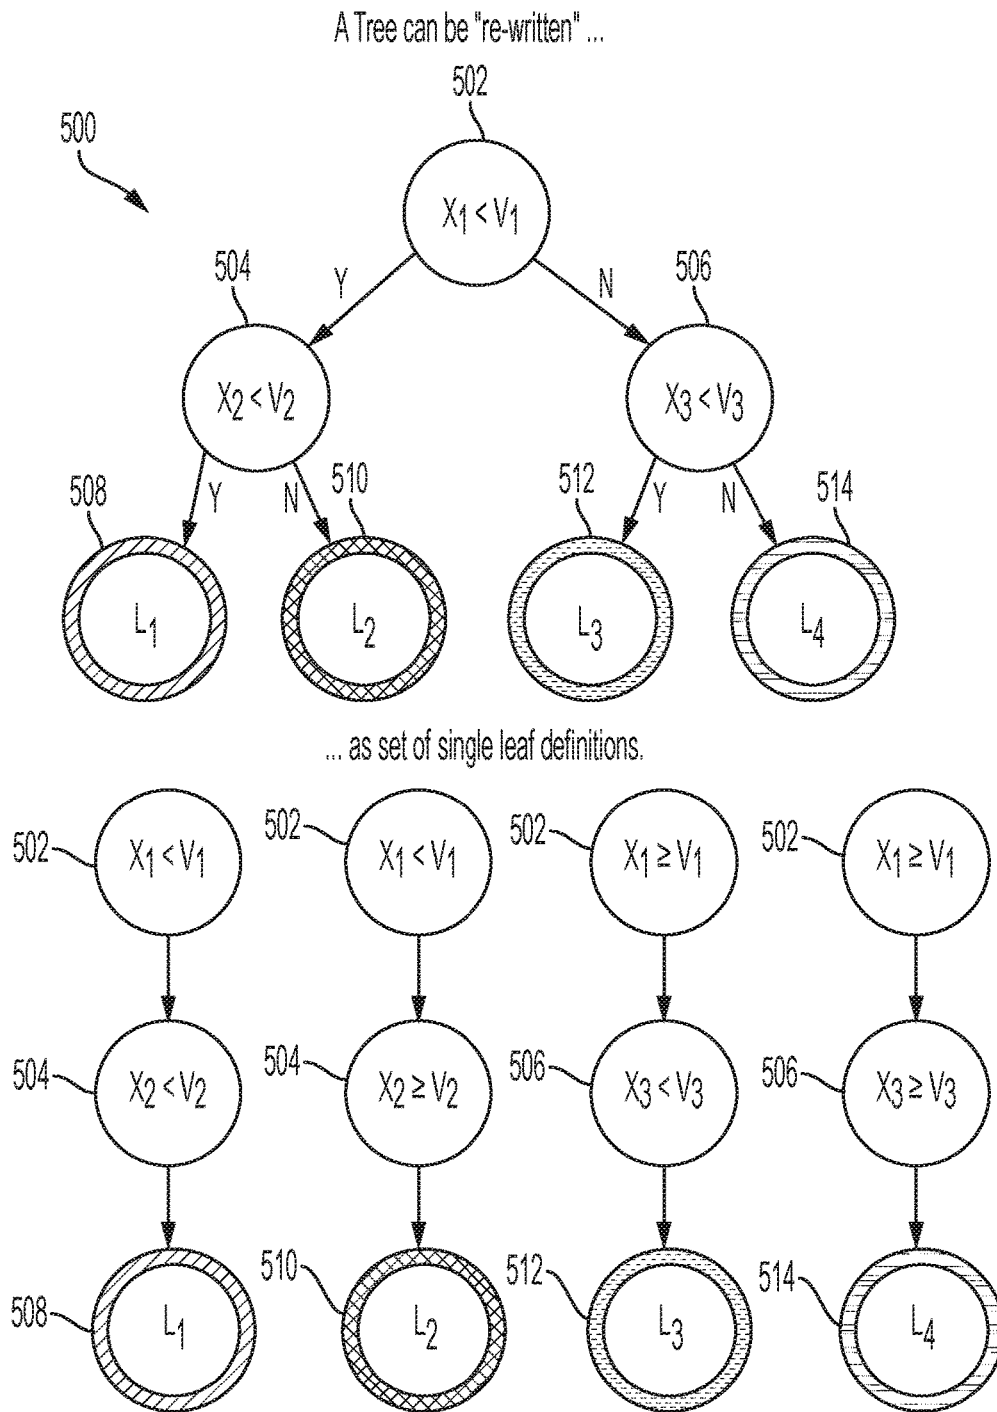 A Tree can be "re-written" ...
502
500
X1 < V1
504
Y
N
506
X2 < V2
X3 < V3
508
Y
N
510
512
Y
N
514
L1
L2
L3
L4
... as set of single leaf definitions.
502
X1 < V1
502
X1 < V1
502
X1 ≥ V1
502
X1 ≥ V1
504
X2 < V2
504
X2 ≥ V2
506
X3 < V3
506
X3 ≥ V3
508
L1
510
L2
512
L3
514
L4